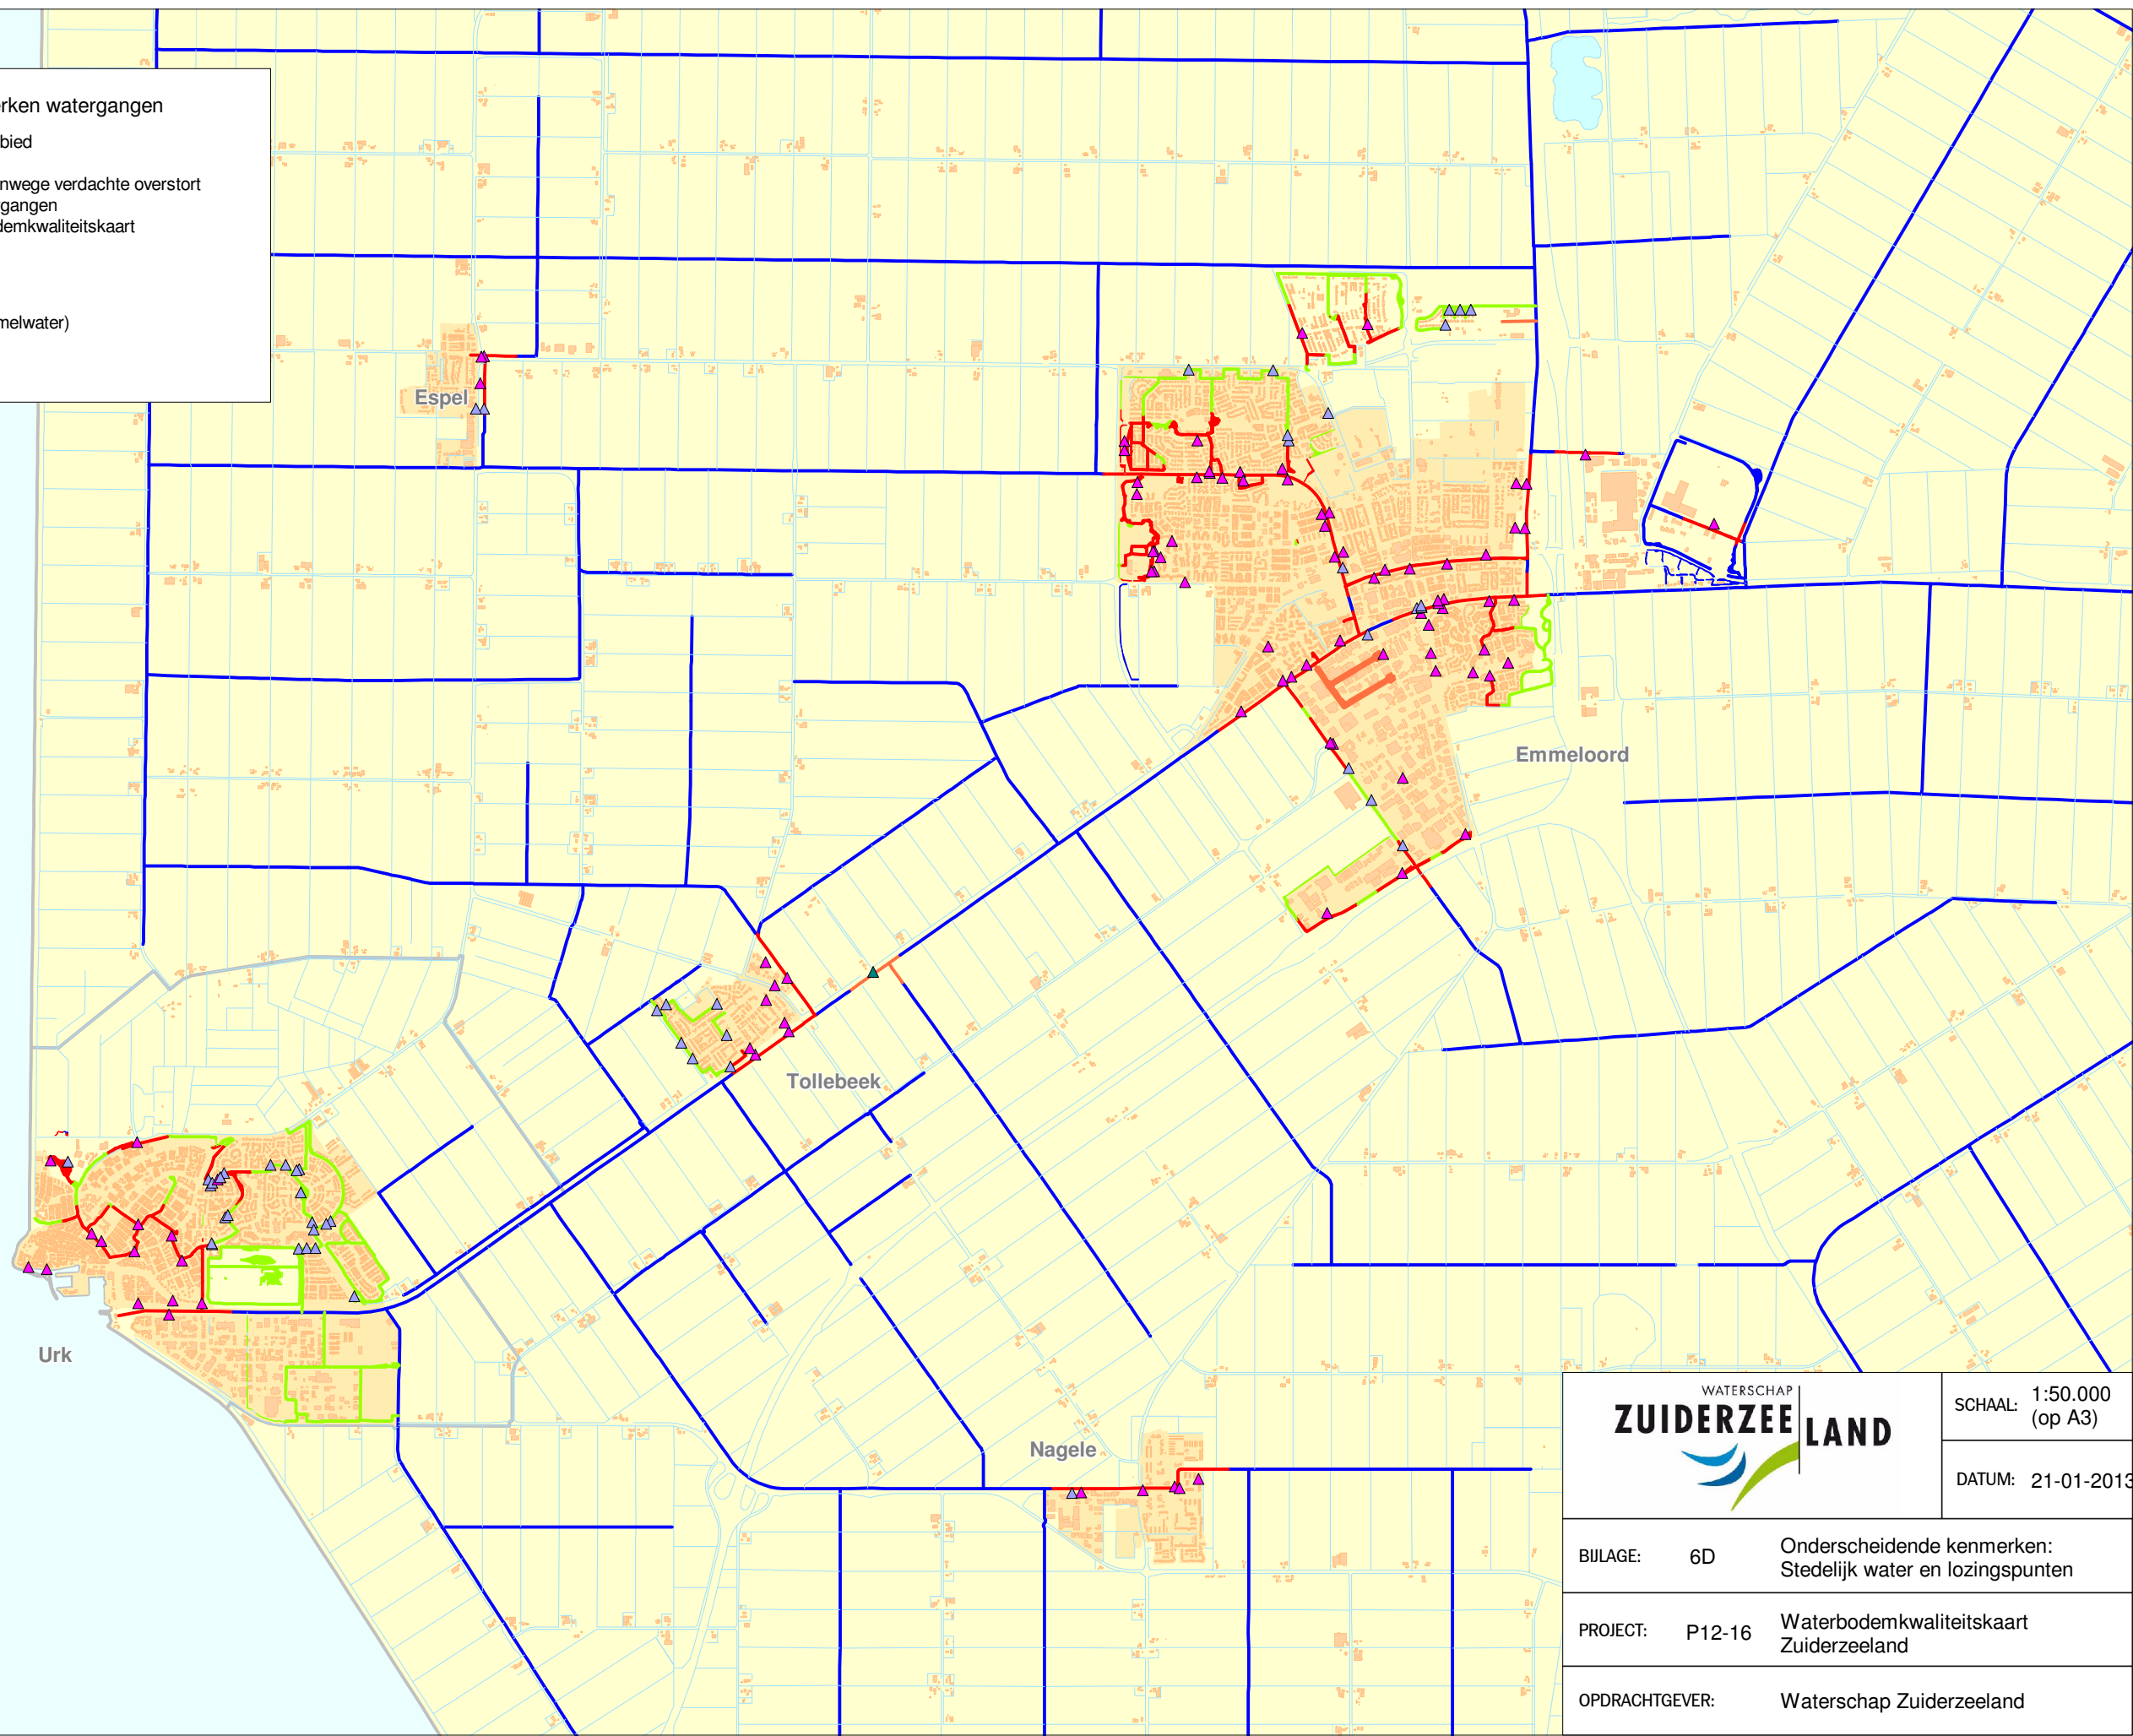 rken watergangen
bied
nwege verdachte overstort
gangen
demkwaliteitskaart
melwater)
Espel
Emmeloord
Tollebeek
Urk
Nagele
WATERSCHAP
ZUIDERZEELAND
SCHAAL: 1:50.000
(op A3)
DATUM: 21-01-2013
BIJLAGE: 6D Onderscheidende kenmerken:
Stedelijk water en lozingspunten
PROJECT: P12-16 Waterbodemkwaliteitskaart
Zuiderzeeland
OPDRACHTGEVER: Waterschap Zuiderzeeland